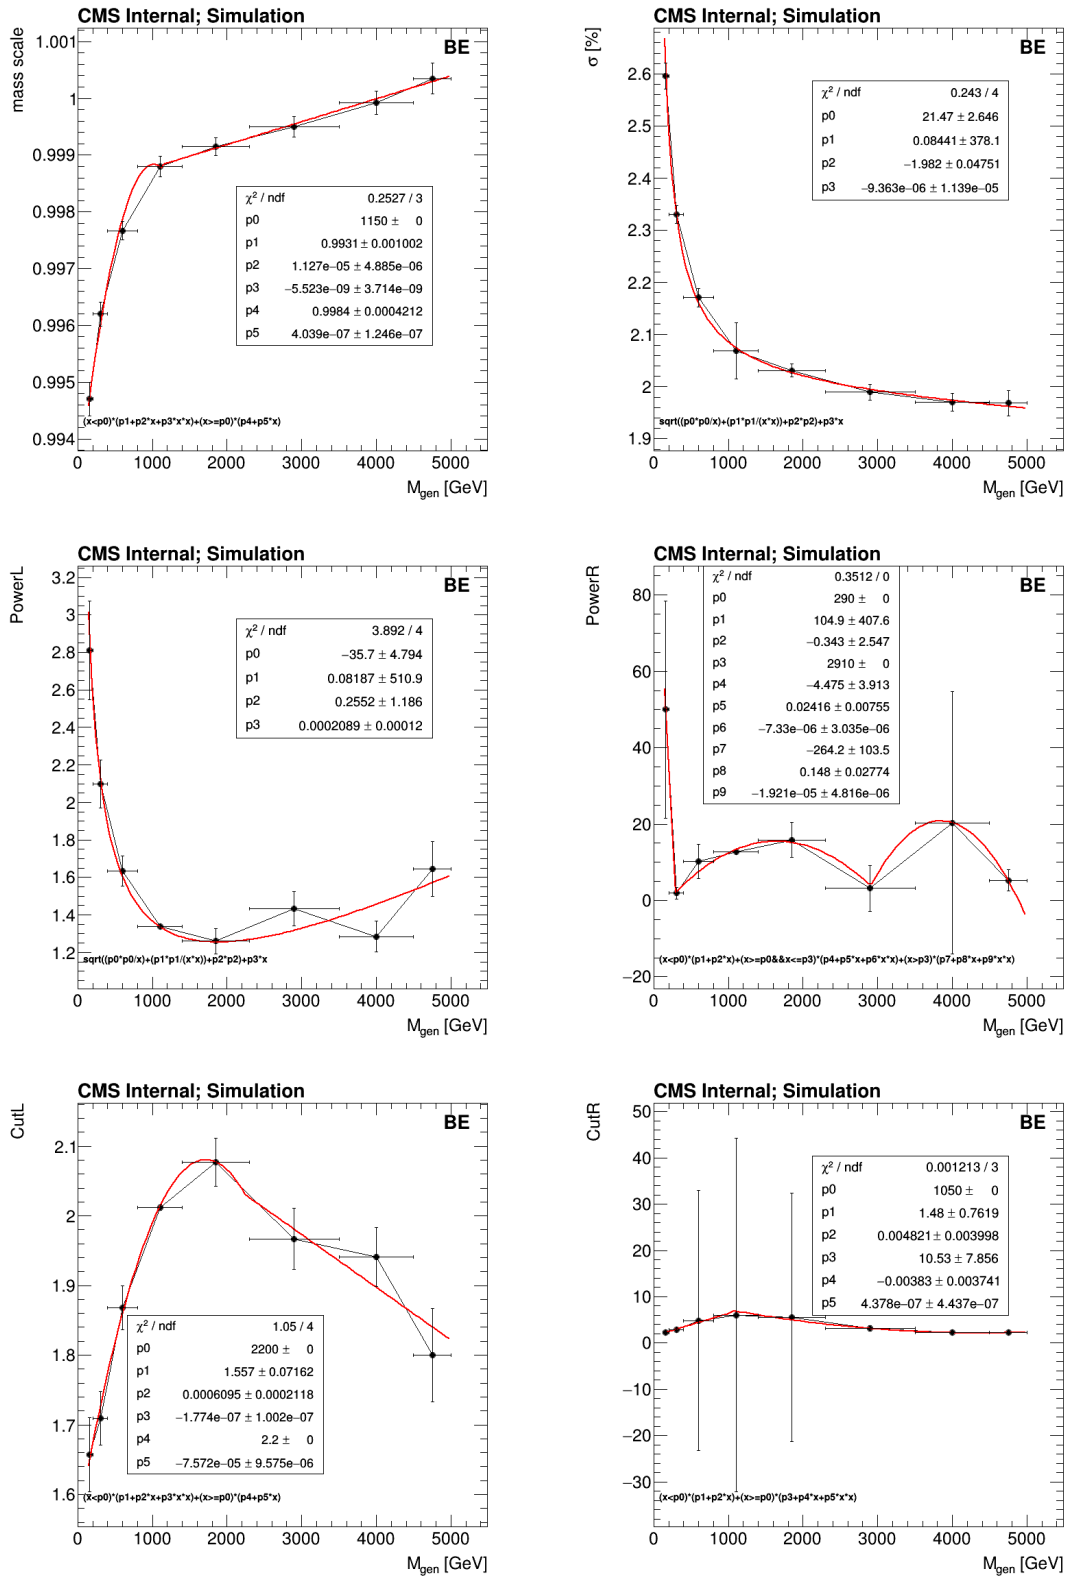 CMS Internal; Simulation
BE
mass scale
1.001
1
0.999
0.998
0.997
0.996
0.995
0.994
χ² / ndf 0.2527 / 3
p0 1150 ± 0
p1 0.9931 ± 0.001002
p2 1.127e−05 ± 4.885e−06
p3 −5.523e−09 ± 3.714e−09
p4 0.9984 ± 0.0004212
p5 4.039e−07 ± 1.246e−07
(x<p0)*(p1+p2*x+p3*x*x)+(x>=p0)*(p4+p5*x)
0 1000 2000 3000 4000 5000
Mgen [GeV]
CMS Internal; Simulation
BE
σ [%]
2.6
2.5
2.4
2.3
2.2
2.1
2
1.9
χ² / ndf 0.243 / 4
p0 21.47 ± 2.646
p1 0.08441 ± 378.1
p2 −1.982 ± 0.04751
p3 −9.363e−06 ± 1.139e−05
sqrt((p0*p0/x)+(p1*p1/(x*x))+p2*p2)+p3*x
0 1000 2000 3000 4000 5000
Mgen [GeV]
CMS Internal; Simulation
BE
PowerL
3.2
3
2.8
2.6
2.4
2.2
2
1.8
1.6
1.4
1.2
χ² / ndf 3.892 / 4
p0 −35.7 ± 4.794
p1 0.08187 ± 510.9
p2 0.2552 ± 1.186
p3 0.0002089 ± 0.00012
sqrt((p0*p0/x)+(p1*p1/(x*x))+p2*p2)+p3*x
0 1000 2000 3000 4000 5000
Mgen [GeV]
CMS Internal; Simulation
BE
PowerR
80
60
40
20
0
−20
χ² / ndf 0.3512 / 0
p0 290 ± 0
p1 104.9 ± 407.6
p2 −0.343 ± 2.547
p3 2910 ± 0
p4 −4.475 ± 3.913
p5 0.02416 ± 0.00755
p6 −7.33e−06 ± 3.035e−06
p7 −264.2 ± 103.5
p8 0.148 ± 0.02774
p9 −1.921e−05 ± 4.816e−06
(x<p0)*(p1+p2*x)+(x>=p0&&x<=p3)*(p4+p5*x+p6*x*x)+(x>p3)*(p7+p8*x+p9*x*x)
0 1000 2000 3000 4000 5000
Mgen [GeV]
CMS Internal; Simulation
BE
CutL
2.1
2
1.9
1.8
1.7
1.6
χ² / ndf 1.05 / 4
p0 2200 ± 0
p1 1.557 ± 0.07162
p2 0.0006095 ± 0.0002118
p3 −1.774e−07 ± 1.002e−07
p4 2.2 ± 0
p5 −7.572e−05 ± 9.575e−06
(x<p0)*(p1+p2*x+p3*x*x)+(x>=p0)*(p4+p5*x)
0 1000 2000 3000 4000 5000
Mgen [GeV]
CMS Internal; Simulation
BE
CutR
50
40
30
20
10
0
−10
−20
−30
χ² / ndf 0.001213 / 3
p0 1050 ± 0
p1 1.48 ± 0.7619
p2 0.004821 ± 0.003998
p3 10.53 ± 7.856
p4 −0.00383 ± 0.003741
p5 4.378e−07 ± 4.437e−07
(x<p0)*(p1+p2*x)+(x>=p0)*(p3+p4*x+p5*x*x)
0 1000 2000 3000 4000 5000
Mgen [GeV]